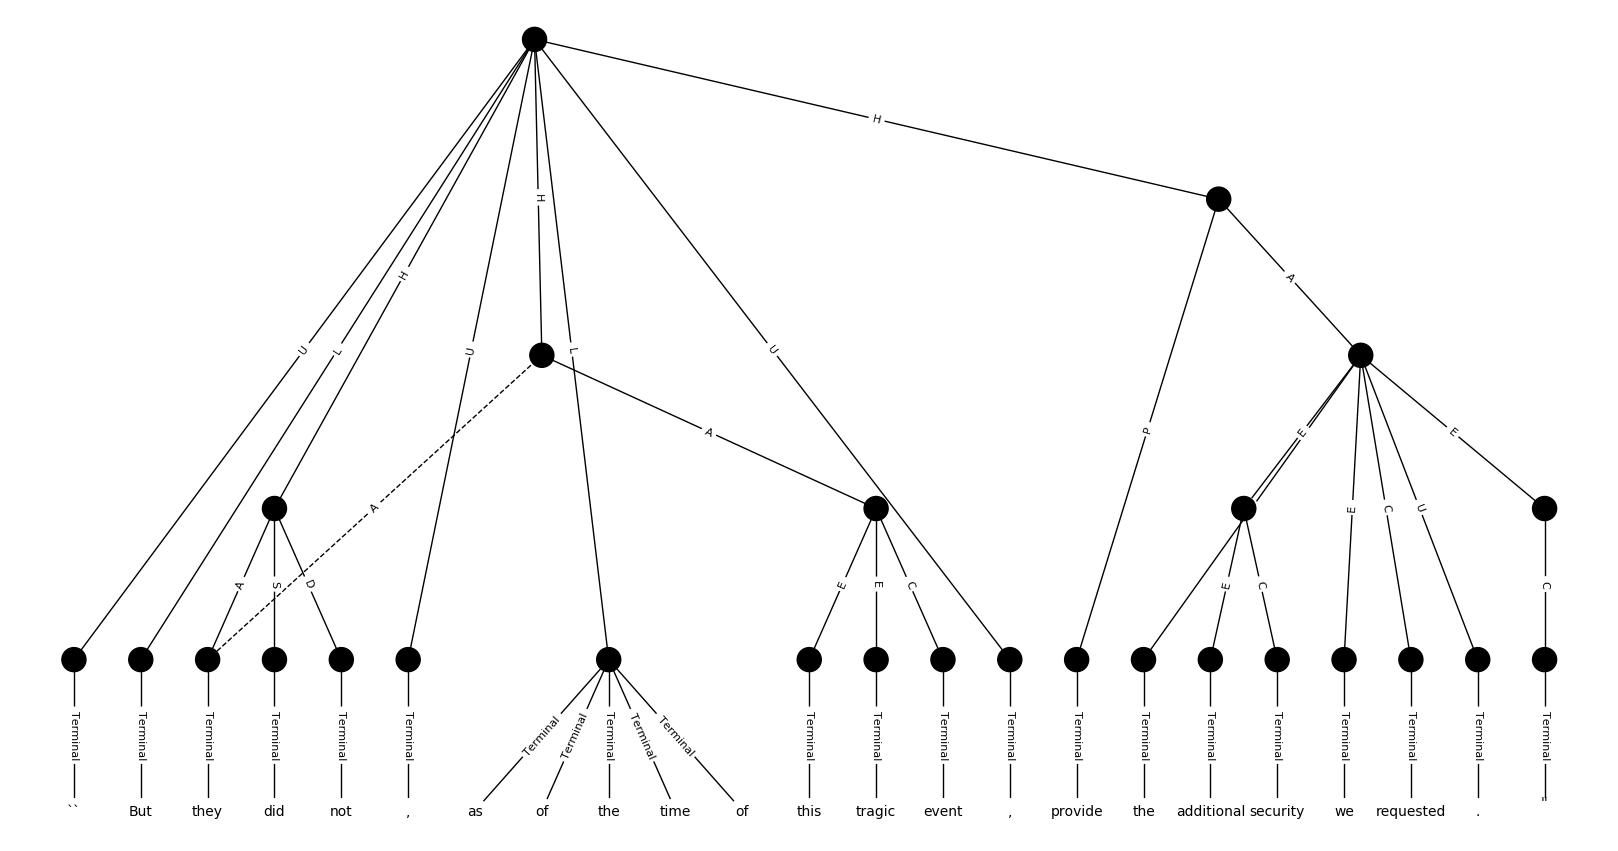 H
H
H
U
L
U
L
U
A
A
P
A
E
E
A
S
D
E
E
C
E
C
E
C
U
C
Terminal Terminal Terminal Terminal Terminal Terminal Terminal Terminal Terminal Terminal Terminal Terminal Terminal Terminal Terminal Terminal Terminal Terminal Terminal Terminal Terminal Terminal Terminal
`` But they did not , as of the time of this tragic event , provide the additional security we requested . "